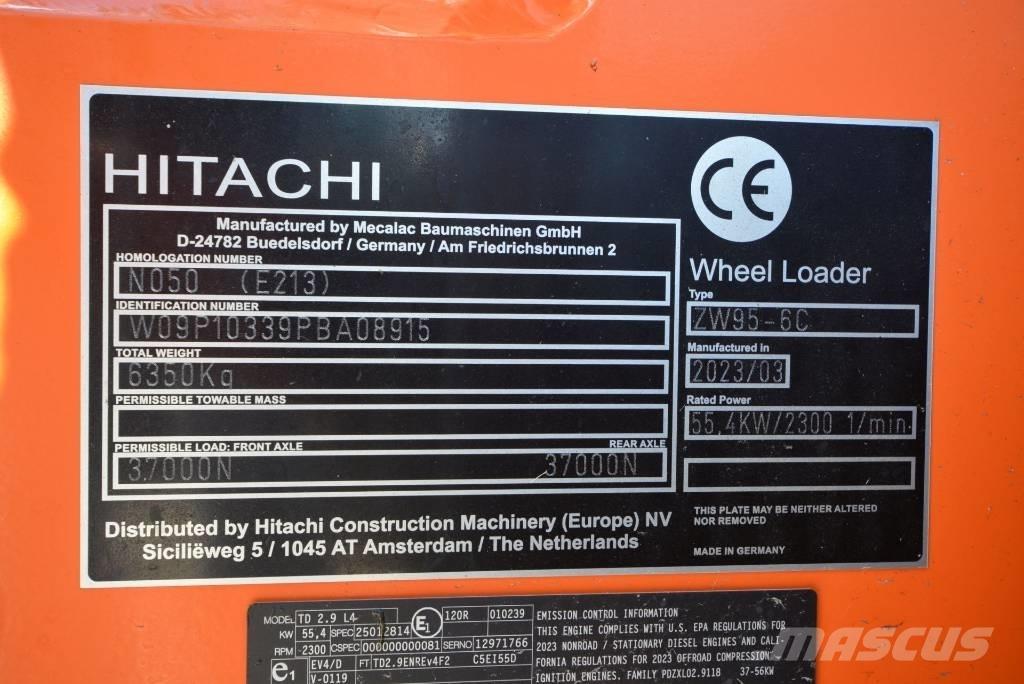 HITACHI
CE
Manufactured by Mecalac Baumaschinen GmbH
D-24782 Buedelsdorf / Germany / Am Friedrichsbrunnen 2
HOMOLOGATION NUMBER
N050 (E213)
IDENTIFICATION NUMBER
W09P10339PBA08915
TOTAL WEIGHT
6350Kg
PERMISSIBLE TOWABLE MASS
PERMISSIBLE LOAD: FRONT AXLE REAR AXLE
37000N 37000N
Wheel Loader
Type
ZW95-6C
Manufactured in
2023/03
Rated Power
55,4KW/2300 1/min.
Distributed by Hitachi Construction Machinery (Europe) NV
Siciliëweg 5 / 1045 AT Amsterdam / The Netherlands
THIS PLATE MAY BE NEITHER ALTERED
NOR REMOVED
MADE IN GERMANY
MODEL TD 2.9 L4 E1 120R 010239
KW 55,4 SPEC 25012814
RPM 2300 CSPEC 000000000081 SERNO 12971766
e1 EV4/D FT TD2.9ENREv4F2 C5EI55D
V-0119
EMISSION CONTROL INFORMATION
THIS ENGINE COMPLIES WITH U.S. EPA REGULATIONS FOR
2023 NONROAD / STATIONARY DIESEL ENGINES AND CALI-
FORNIA REGULATIONS FOR 2023 OFFROAD COMPRESSION
IGNITION ENGINES. FAMILY PDZXL02.9118 37-56KW
MASCUS